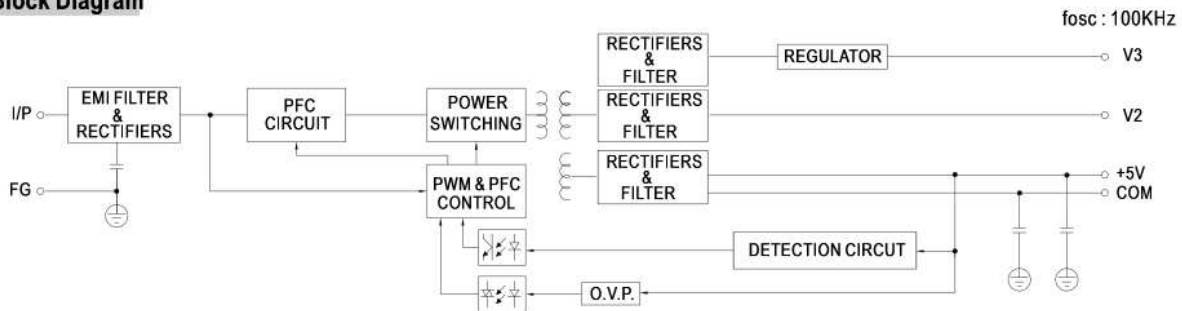 Block Diagram
fosc : 100KHz
RECTIFIERS
&
FILTER
REGULATOR
V3
I/P
EMI FILTER
&
RECTIFIERS
PFC
CIRCUIT
POWER
SWITCHING
RECTIFIERS
&
FILTER
V2
FG
PWM & PFC
CONTROL
RECTIFIERS
&
FILTER
+5V
COM
DETECTION CIRCUT
O.V.P.